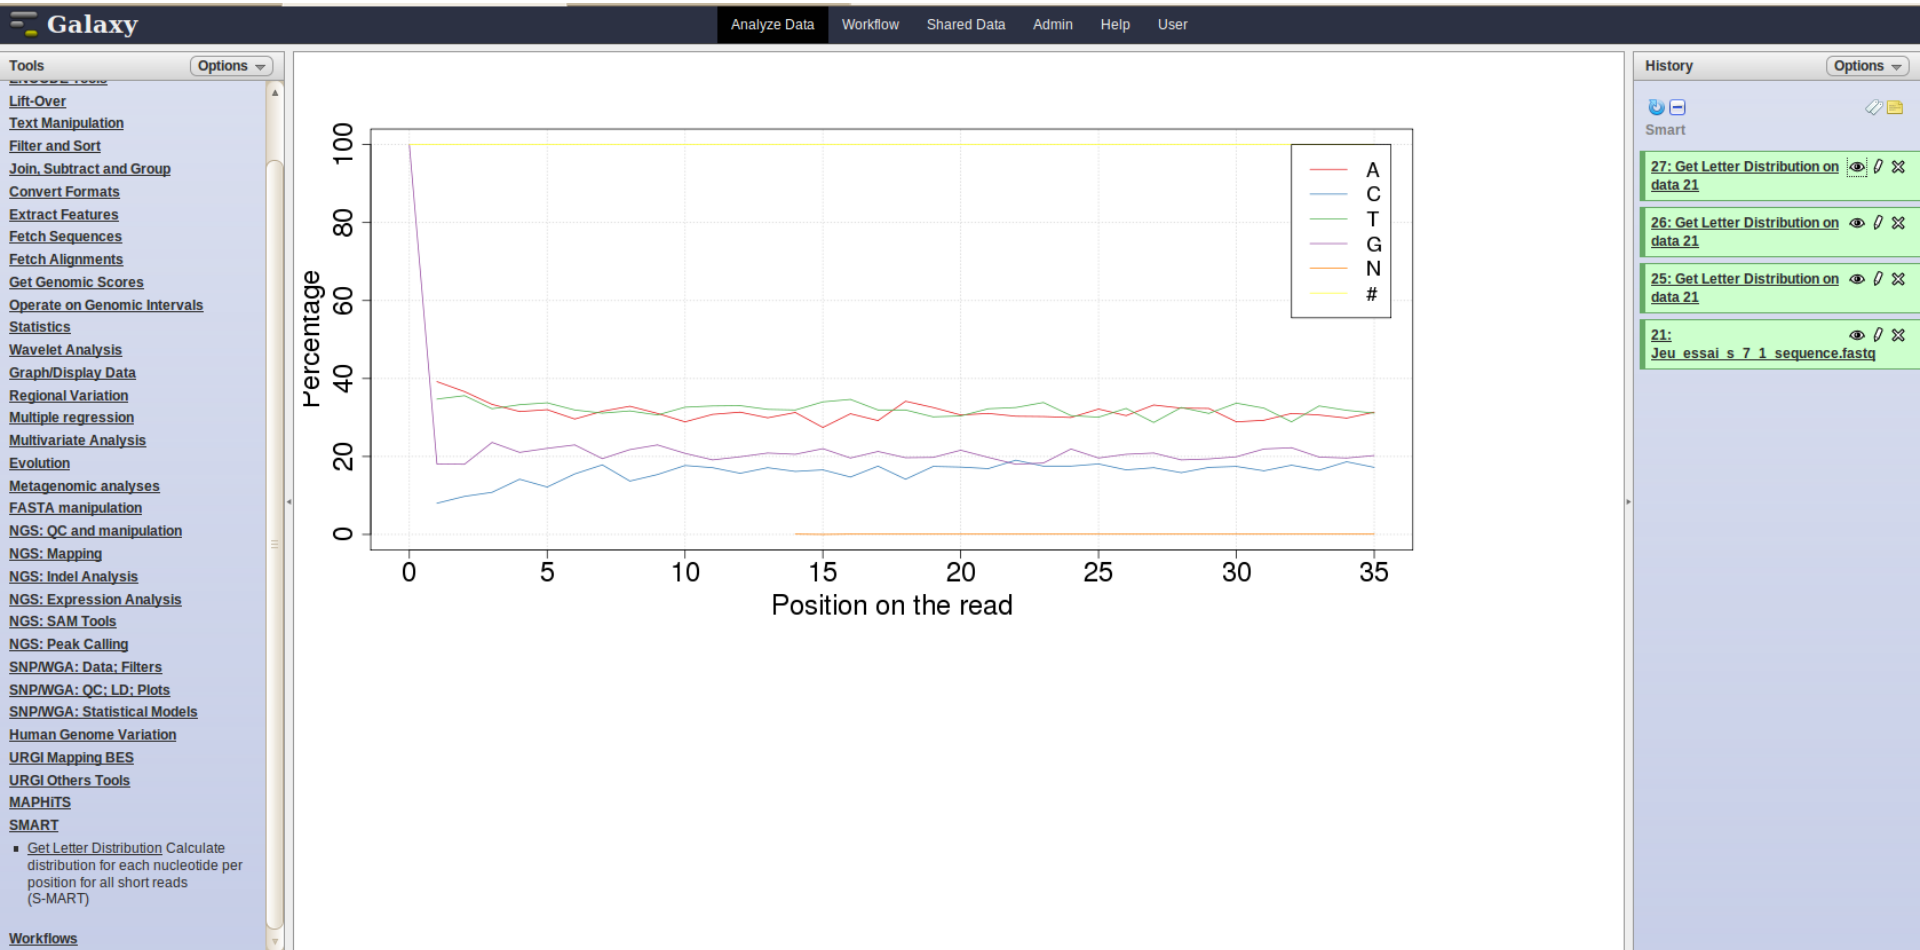 Galaxy
Analyze Data
Workflow
Shared Data
Admin
Help
User
Tools
Options
ENCODE Tools
Lift-Over
Text Manipulation
Filter and Sort
Join, Subtract and Group
Convert Formats
Extract Features
Fetch Sequences
Fetch Alignments
Get Genomic Scores
Operate on Genomic Intervals
Statistics
Wavelet Analysis
Graph/Display Data
Regional Variation
Multiple regression
Multivariate Analysis
Evolution
Metagenomic analyses
FASTA manipulation
NGS: QC and manipulation
NGS: Mapping
NGS: Indel Analysis
NGS: Expression Analysis
NGS: SAM Tools
NGS: Peak Calling
SNP/WGA: Data; Filters
SNP/WGA: QC; LD; Plots
SNP/WGA: Statistical Models
Human Genome Variation
URGI Mapping BES
URGI Others Tools
MAPHiTS
SMART
Get Letter Distribution Calculate
distribution for each nucleotide per
position for all short reads
(S-MART)
Workflows
Percentage
100
80
60
40
20
0
0 5 10 15 20 25 30 35
Position on the read
A
C
T
G
N
#
History
Options
Smart
27: Get Letter Distribution on
data 21
26: Get Letter Distribution on
data 21
25: Get Letter Distribution on
data 21
21:
Jeu_essai_s_7_1_sequence.fastq